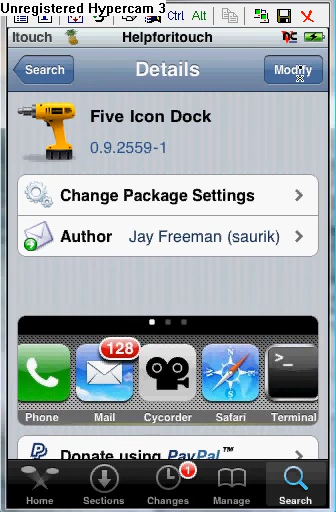 Unregistered Hypercam 3
Ctrl Alt
Itouch Helpforitouch
Search Details Modify
Five Icon Dock
0.9.2559-1
Change Package Settings
Author Jay Freeman (saurik)
128
>_
Phone Mail Cycorder Safari Terminal
Donate using PayPal™
1
Home Sections Changes Manage Search